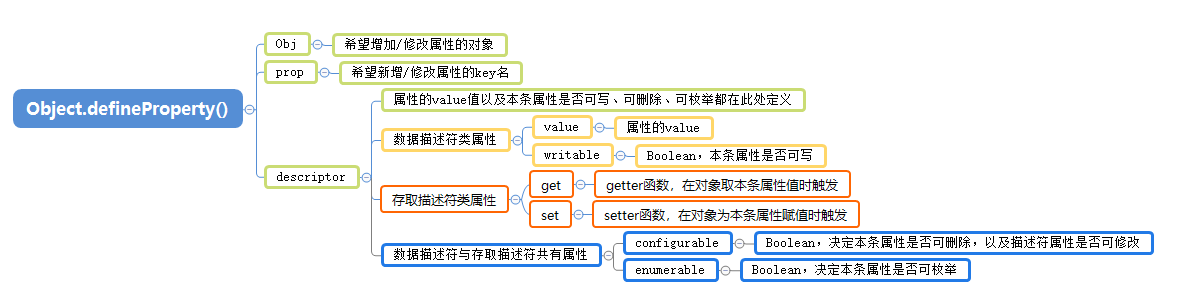 Object.defineProperty()
Obj
希望增加/修改属性的对象
prop
希望新增/修改属性的key名
descriptor
属性的value值以及本条属性是否可写、可删除、可枚举都在此处定义
数据描述符类属性
value
属性的value
writable
Boolean，本条属性是否可写
存取描述符类属性
get
getter函数，在对象取本条属性值时触发
set
setter函数，在对象为本条属性赋值时触发
数据描述符与存取描述符共有属性
configurable
Boolean，决定本条属性是否可删除，以及描述符属性是否可修改
enumerable
Boolean，决定本条属性是否可枚举